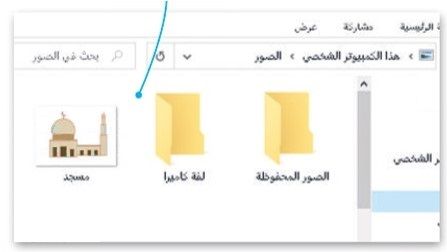 الرئيسية مشاركة عرض
هذا الكمبيوتر الشخصي › الصور
بحث في الصور
الصور المحفوظة
لفة كاميرا
مسجد
الشخصي